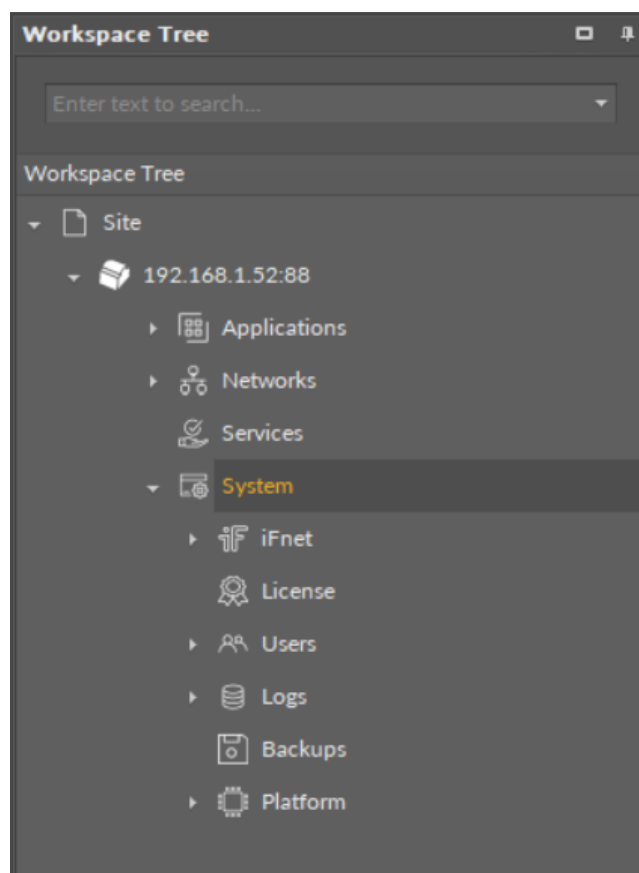 Workspace Tree
Enter text to search...
Workspace Tree
Site
192.168.1.52:88
Applications
Networks
Services
System
iFnet
License
Users
Logs
Backups
Platform